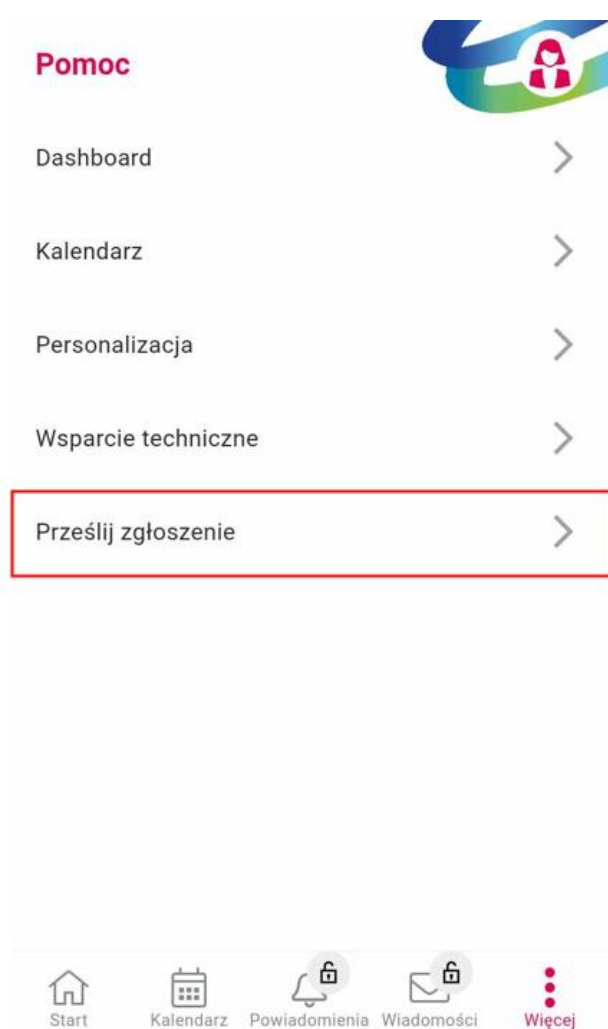 Pomoc
Dashboard
Kalendarz
Personalizacja
Wsparcie techniczne
Prześlij zgłoszenie
Start Kalendarz Powiadomienia Wiadomości Więcej